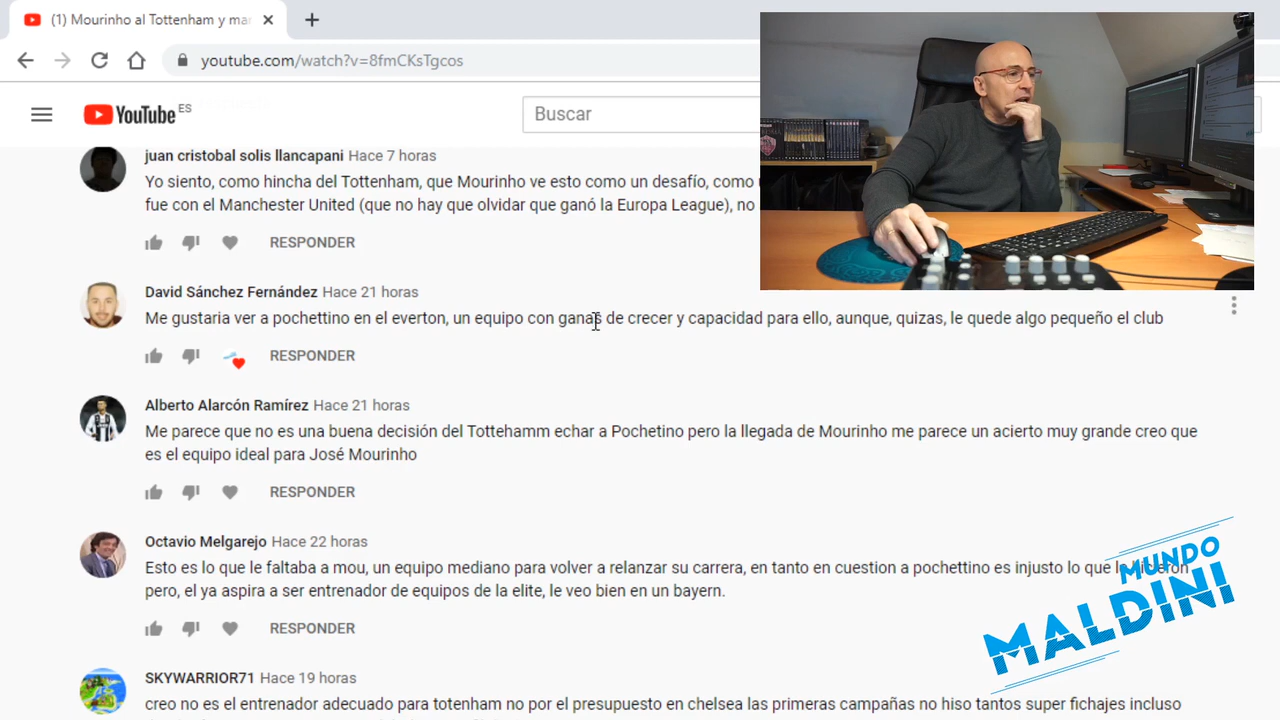 (1) Mourinho al Tottenham y mar
youtube.com/watch?v=8fmCKsTgcos
YouTube ES
Buscar
juan cristobal solis llancapani Hace 7 horas
Yo siento, como hincha del Tottenham, que Mourinho ve esto como un desafío, como
fue con el Manchester United (que no hay que olvidar que ganó la Europa League), no
RESPONDER
David Sánchez Fernández Hace 21 horas
Me gustaria ver a pochettino en el everton, un equipo con ganas de crecer y capacidad para ello, aunque, quizas, le quede algo pequeño el club
RESPONDER
Alberto Alarcón Ramírez Hace 21 horas
Me parece que no es una buena decisión del Tottehamm echar a Pochetino pero la llegada de Mourinho me parece un acierto muy grande creo que
es el equipo ideal para José Mourinho
RESPONDER
Octavio Melgarejo Hace 22 horas
Esto es lo que le faltaba a mou, un equipo mediano para volver a relanzar su carrera, en tanto en cuestion a pochettino es injusto lo que
pero, el ya aspira a ser entrenador de equipos de la elite, le veo bien en un bayern.
RESPONDER
MUNDO
MALDINI
SKYWARRIOR71 Hace 19 horas
creo no es el entrenador adecuado para totenham no por el presupuesto en chelsea las primeras campañas no hiso tantos super fichajes incluso